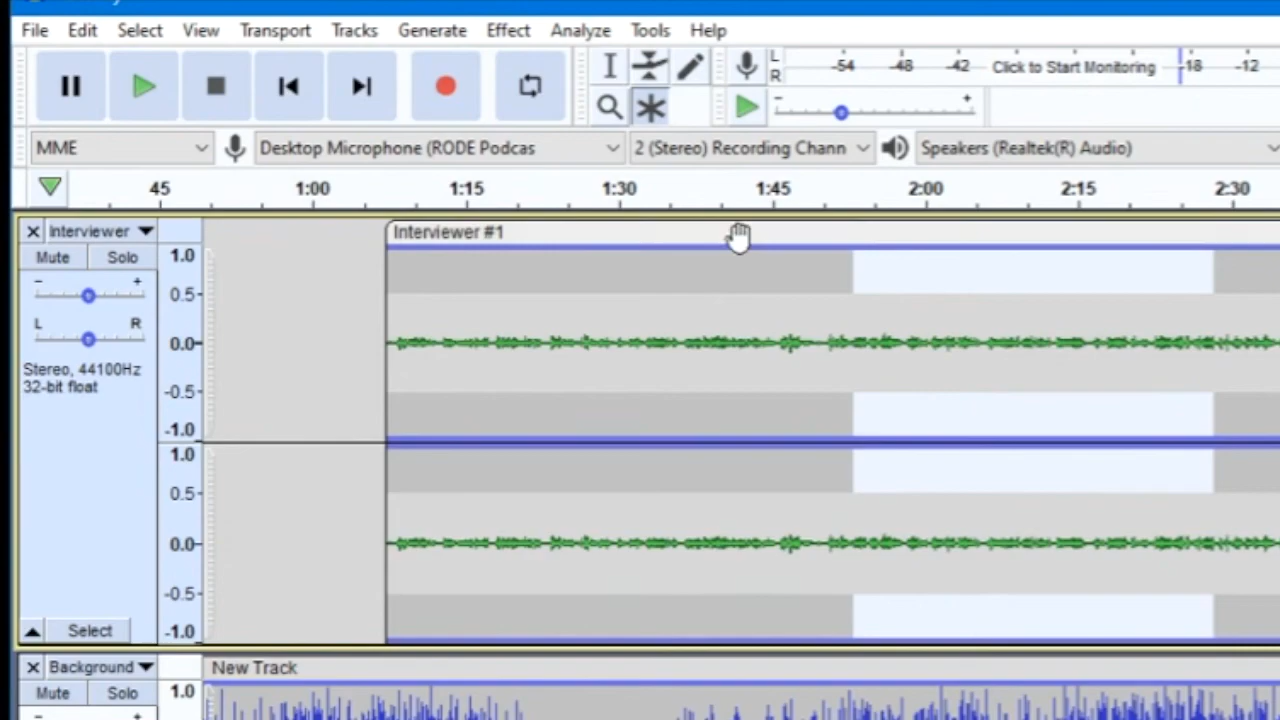 File Edit Select View Transport Tracks Generate Effect Analyze Tools Help
L
R
-54 -48 -42 Click to Start Monitoring -18 -12
- +
MME Desktop Microphone (RODE Podcas 2 (Stereo) Recording Chann Speakers (Realtek(R) Audio)
45 1:00 1:15 1:30 1:45 2:00 2:15 2:30
Interviewer Interviewer #1
Mute Solo
- +
L R
Stereo, 44100Hz
32-bit float
1.0
0.5
0.0
-0.5
-1.0
1.0
0.5
0.0
-0.5
-1.0
Select
Background New Track
Mute Solo
- +
1.0